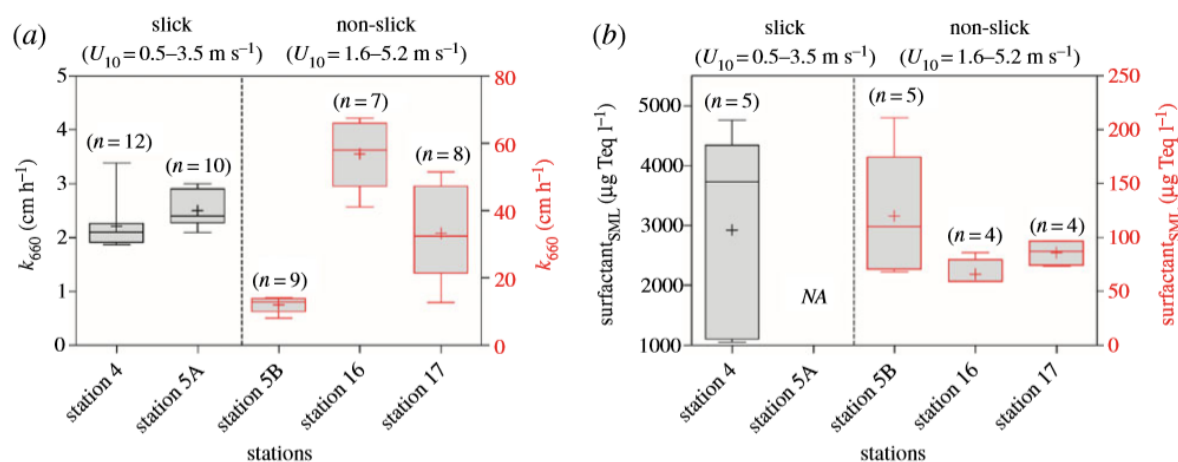 (a)
slick
(U10 = 0.5–3.5 m s−1)
non-slick
(U10 = 1.6–5.2 m s−1)
k660 (cm h−1)
5
4
3
2
1
0
(n = 12)
(n = 10)
(n = 9)
(n = 7)
(n = 8)
80
60
40
20
0
k660 (cm h−1)
station 4
station 5A
station 5B
station 16
station 17
stations
(b)
slick
(U10 = 0.5–3.5 m s−1)
non-slick
(U10 = 1.6–5.2 m s−1)
surfactantSML (µg Teq l−1)
5000
4000
3000
2000
1000
(n = 5)
NA
(n = 5)
(n = 4)
(n = 4)
250
200
150
100
50
0
surfactantSML (µg Teq l−1)
station 4
station 5A
station 5B
station 16
station 17
stations